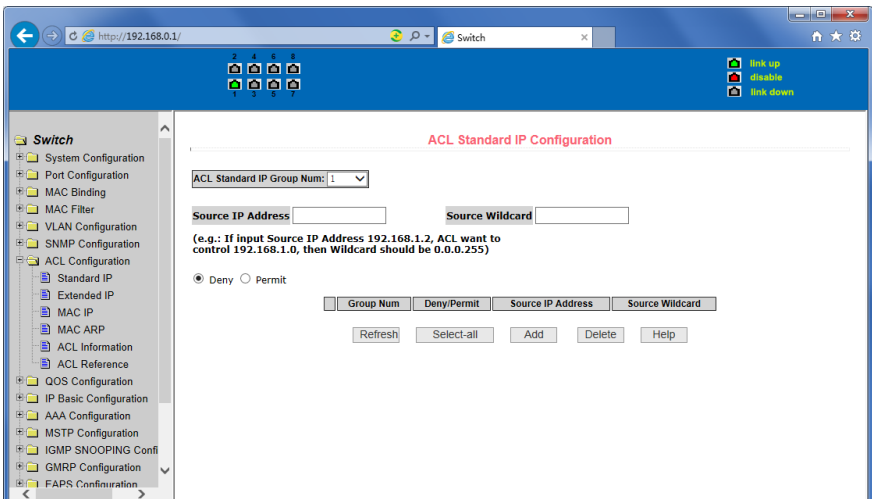 http://192.168.0.1/
Switch
2 4 6 8
1 3 5 7
link up
disable
link down
Switch
System Configuration
Port Configuration
MAC Binding
MAC Filter
VLAN Configuration
SNMP Configuration
ACL Configuration
Standard IP
Extended IP
MAC IP
MAC ARP
ACL Information
ACL Reference
QOS Configuration
IP Basic Configuration
AAA Configuration
MSTP Configuration
IGMP SNOOPING Confi
GMRP Configuration
EAPS Configuration
ACL Standard IP Configuration
ACL Standard IP Group Num: 1
Source IP Address Source Wildcard
(e.g.: If input Source IP Address 192.168.1.2, ACL want to
control 192.168.1.0, then Wildcard should be 0.0.0.255)
Deny Permit
Group Num Deny/Permit Source IP Address Source Wildcard
Refresh Select-all Add Delete Help